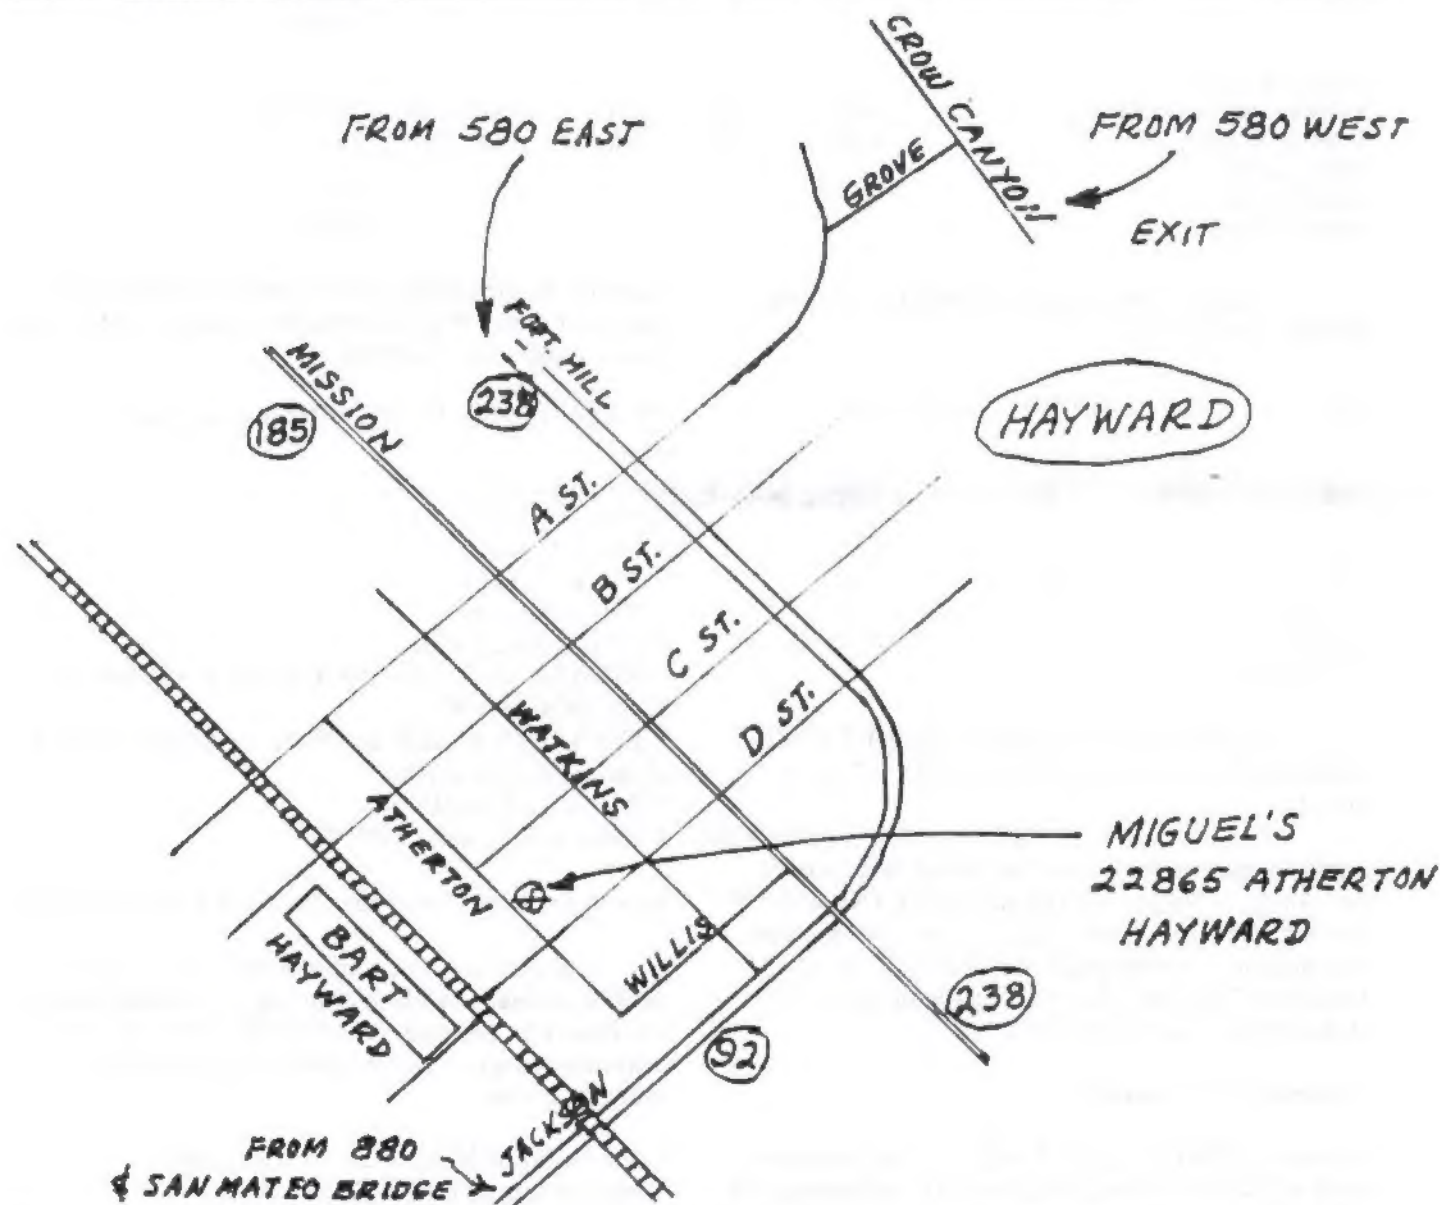 CROW CANYON
FROM 580 EAST
GROVE
FROM 580 WEST
EXIT
FOOT HILL
MISSION
238
185
HAYWARD
A ST.
B ST.
C ST.
D ST.
WATKINS
ATHERTON
MIGUEL'S
22865 ATHERTON
HAYWARD
WILLIS
BART
HAYWARD
238
92
JACKSON
FROM 880
& SAN MATEO BRIDGE